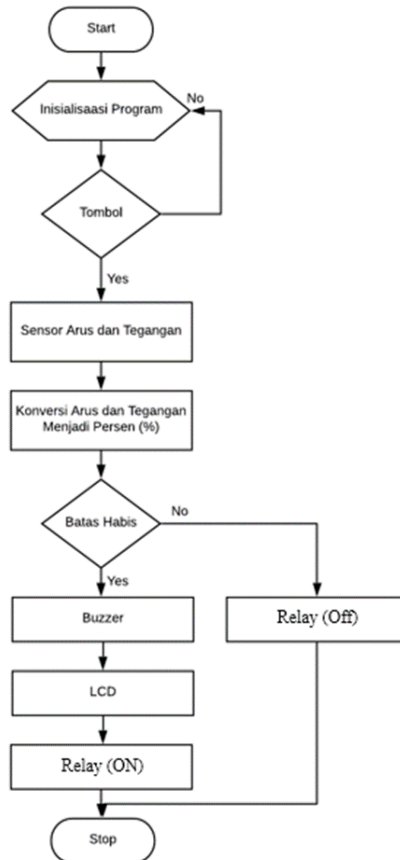 Start
Inisialisaasi Program
No
Tombol
Yes
Sensor Arus dan Tegangan
Konversi Arus dan Tegangan
Menjadi Persen (%)
Batas Habis
No
Yes
Buzzer
Relay (Off)
LCD
Relay (ON)
Stop